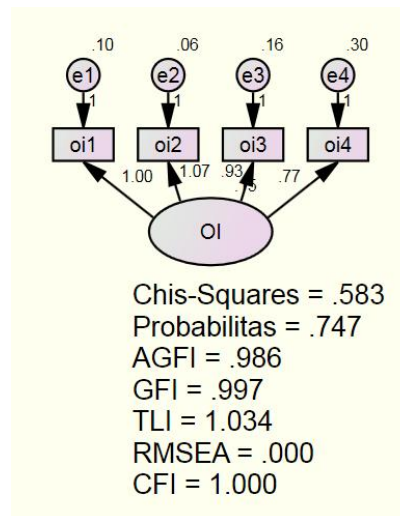 .10 .06 .16 .30
e1 e2 e3 e4
1 1 1 1
oi1 oi2 oi3 oi4
1.00 1.07 .93 .77
OI
Chis-Squares = .583
Probabilitas = .747
AGFI = .986
GFI = .997
TLI = 1.034
RMSEA = .000
CFI = 1.000